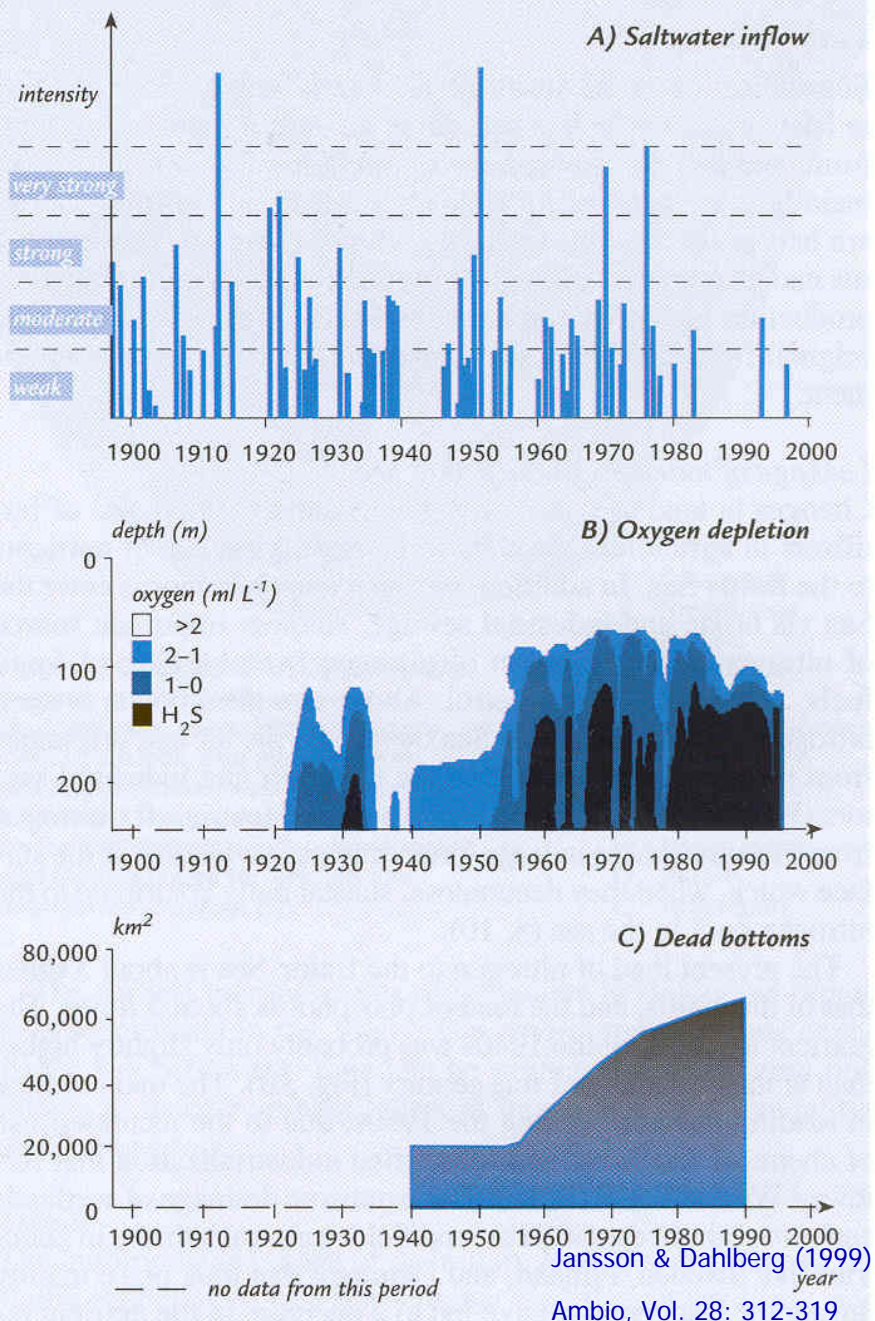 A) Saltwater inflow
intensity
very strong
strong
moderate
weak
1900 1910 1920 1930 1940 1950 1960 1970 1980 1990 2000
depth (m)
B) Oxygen depletion
0
oxygen (ml L⁻¹)
>2
2–1
100
1–0
H₂S
200
1900 1910 1920 1930 1940 1950 1960 1970 1980 1990 2000
km²
C) Dead bottoms
80,000
60,000
40,000
20,000
0
1900 1910 1920 1930 1940 1950 1960 1970 1980 1990 2000
Jansson & Dahlberg (1999)
no data from this period
year
Ambio, Vol. 28: 312-319